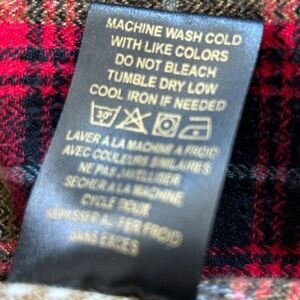 MACHINE WASH COLD
WITH LIKE COLORS
DO NOT BLEACH
TUMBLE DRY LOW
COOL IRON IF NEEDED
30°
LAVER A LA MACHINE A FROID
AVEC COULEURS SIMILAIRES
NE PAS JAVELLISER
SECHER A LA MACHINE
CYCLE DOUX
REPASSER AU FER FROID